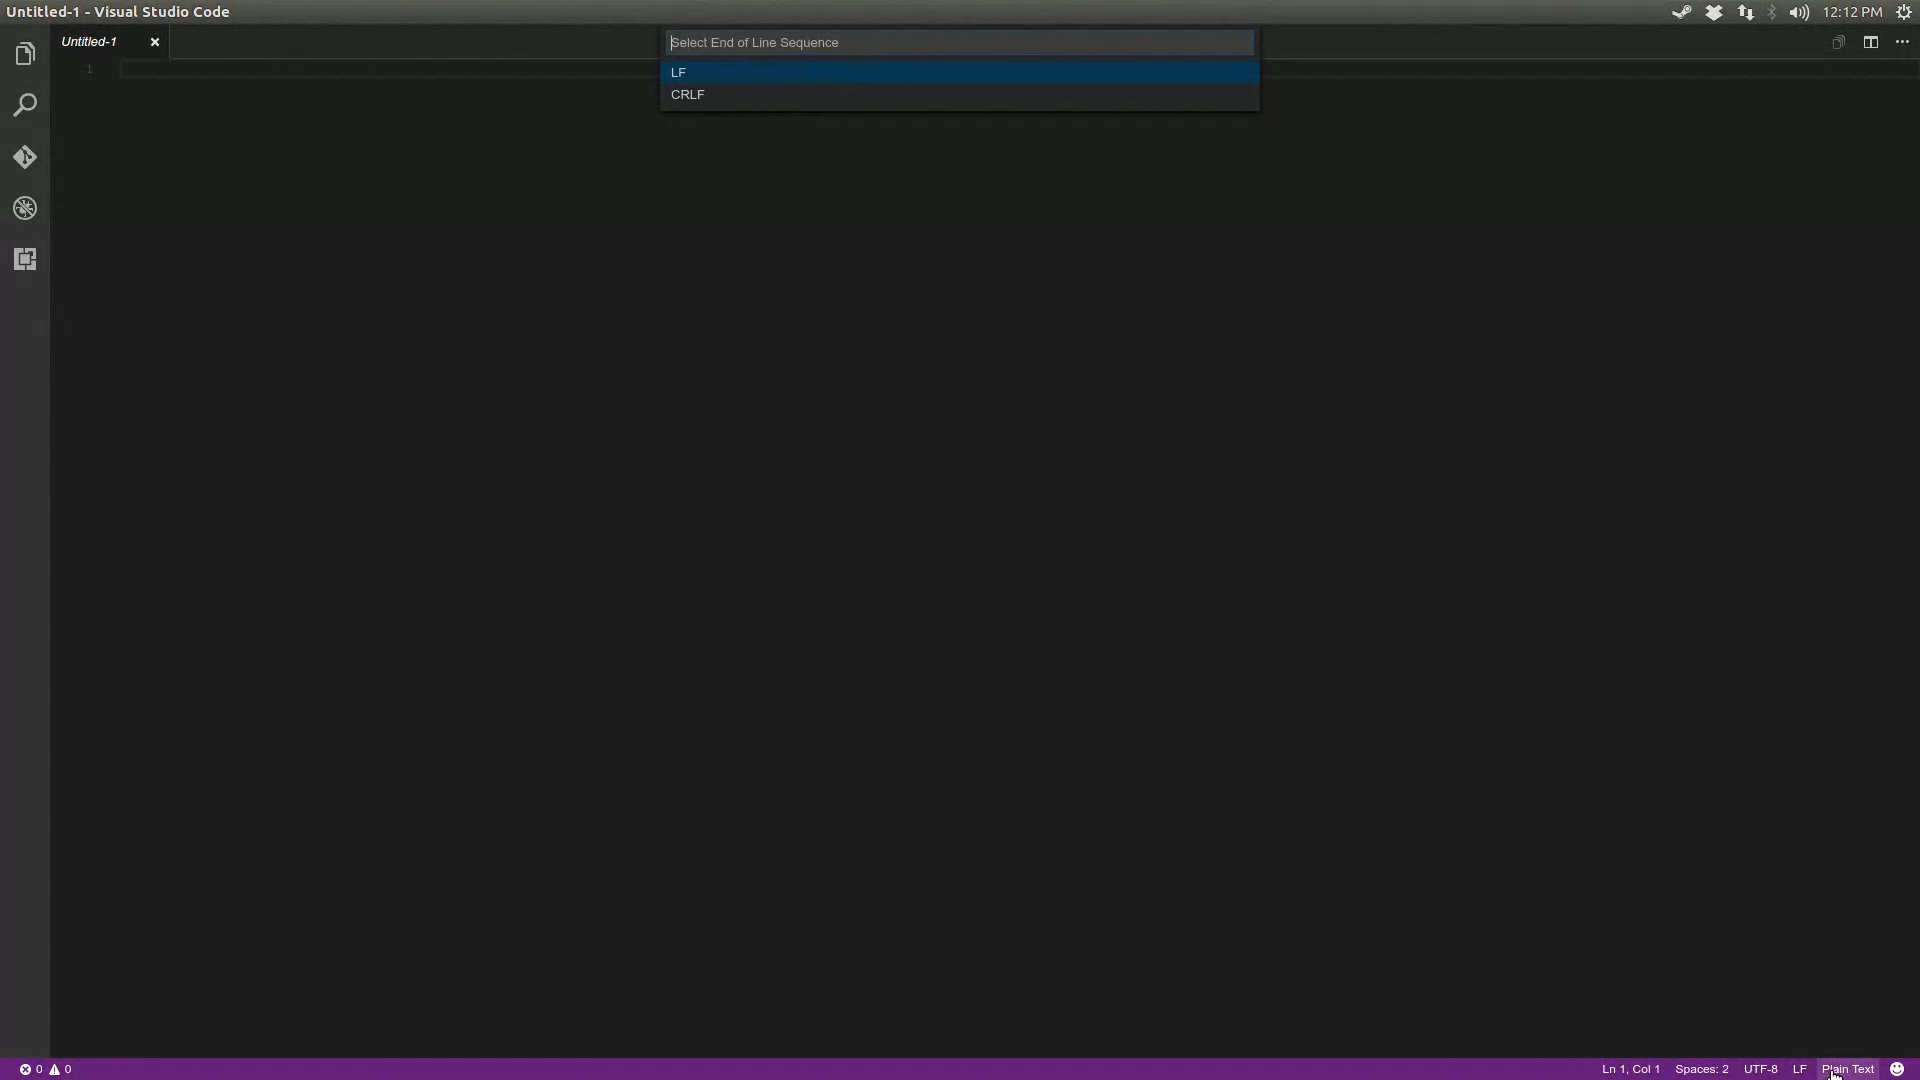 Untitled-1 - Visual Studio Code
12:12 PM
Untitled-1
Select End of Line Sequence
1
LF
CRLF
0 0
Ln 1, Col 1 Spaces: 2 UTF-8 LF Plain Text